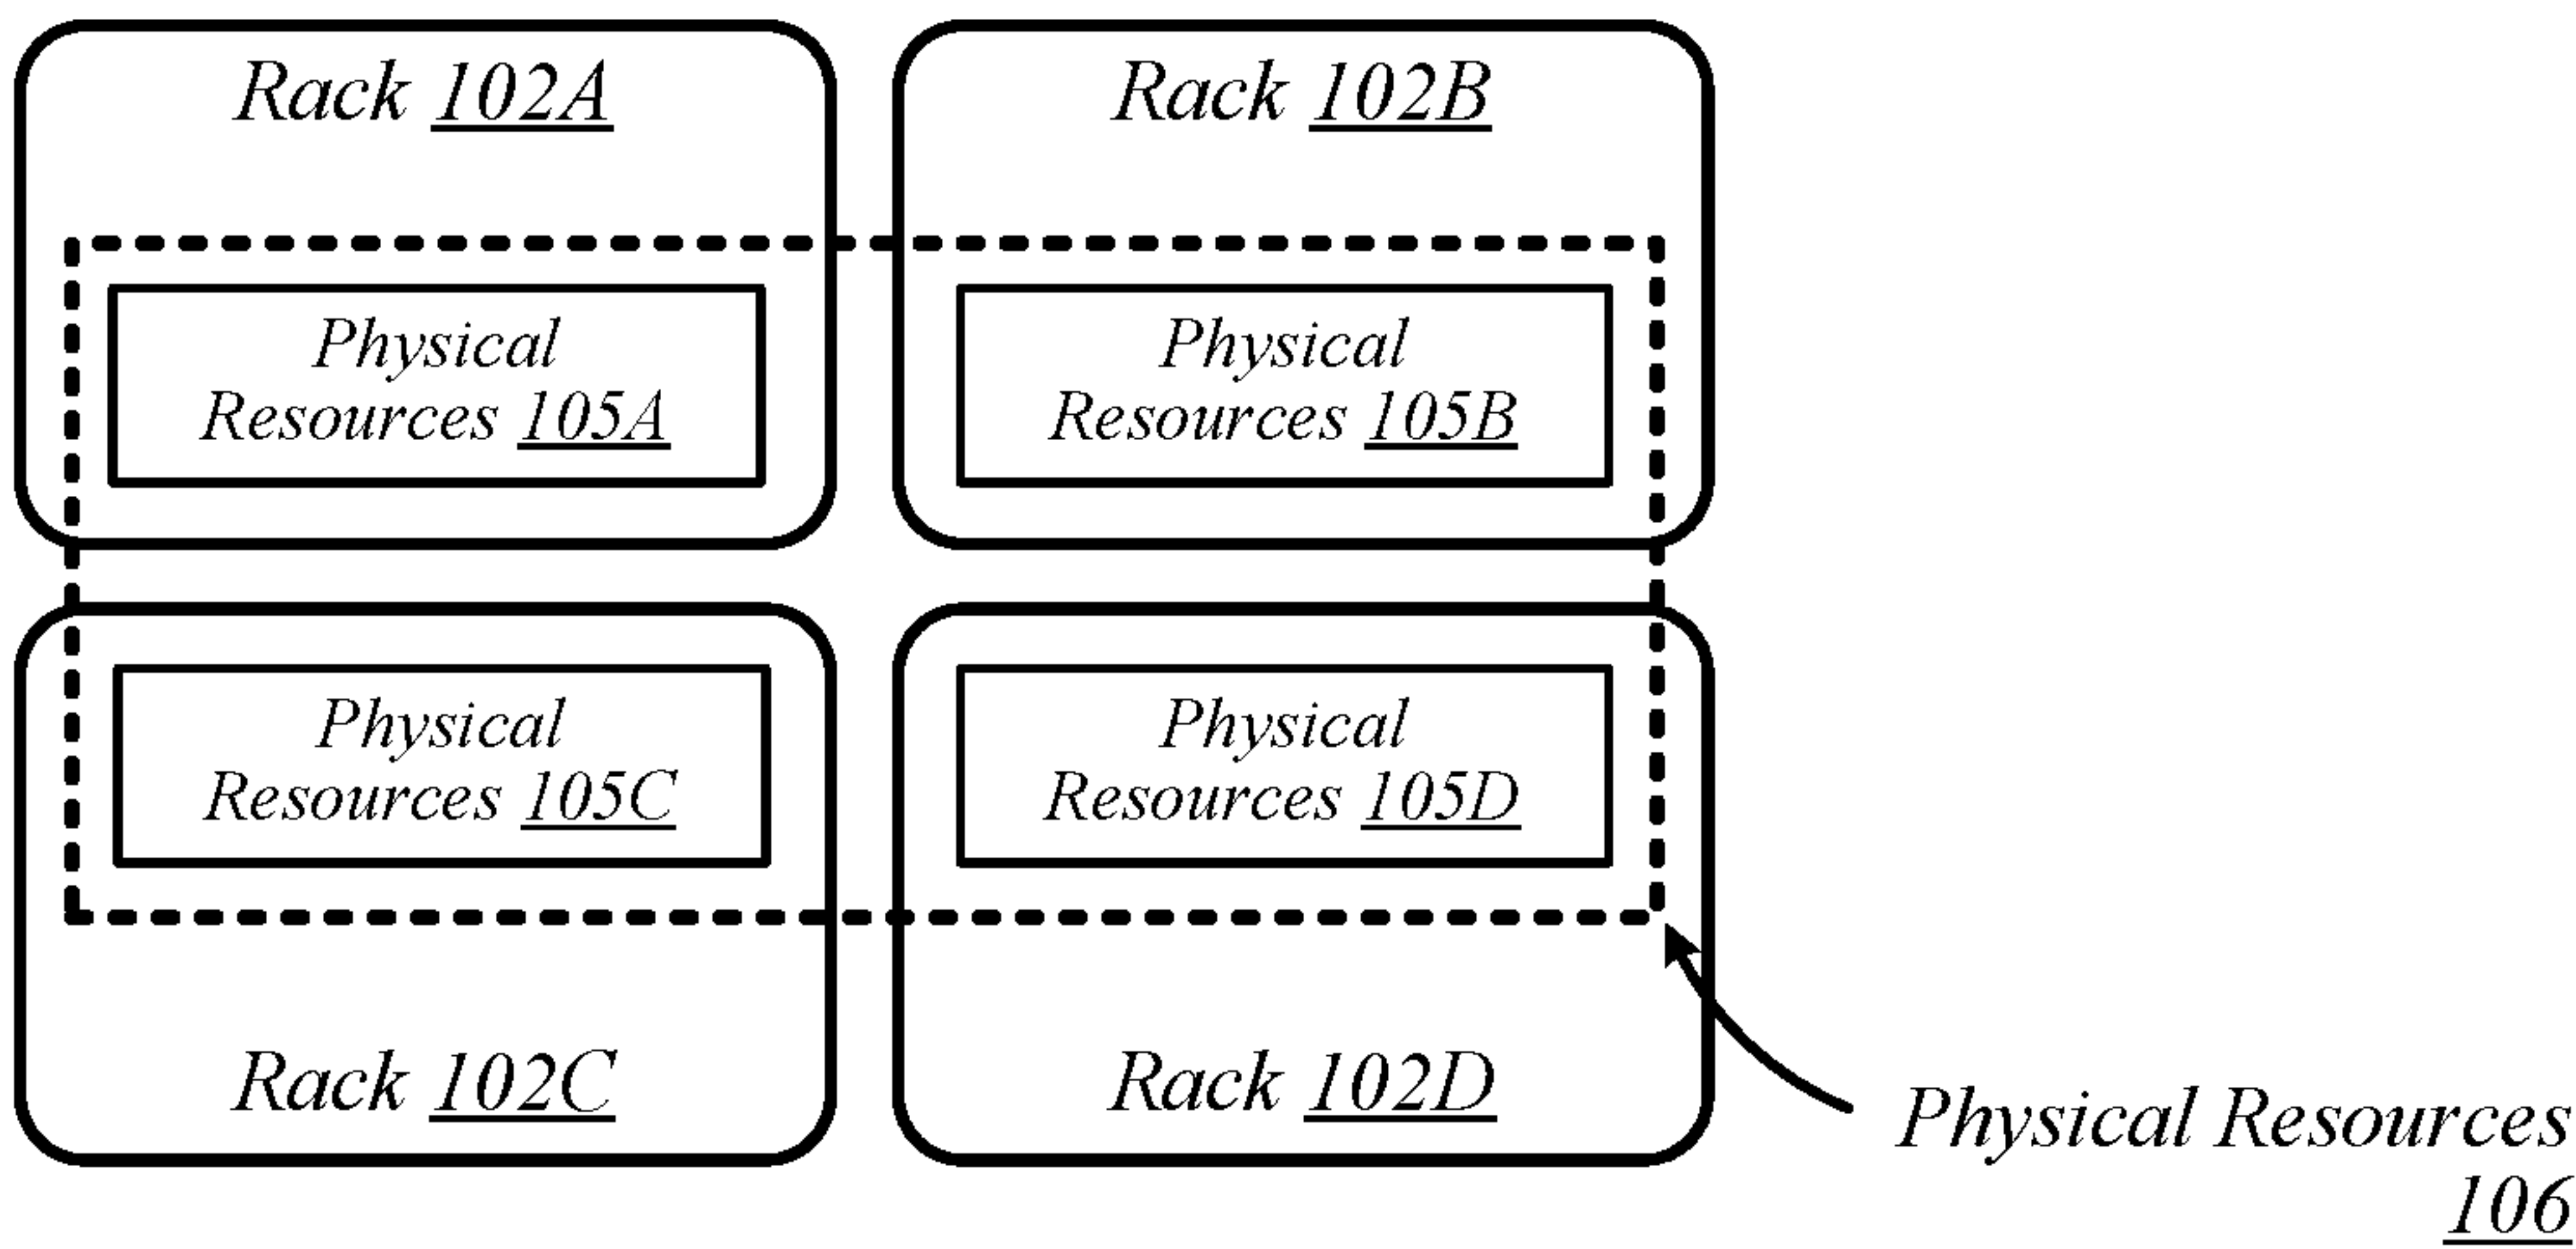 Rack 102A
Rack 102B
Physical
Resources 105A
Physical
Resources 105B
Physical
Resources 105C
Physical
Resources 105D
Rack 102C
Rack 102D
Physical Resources
106